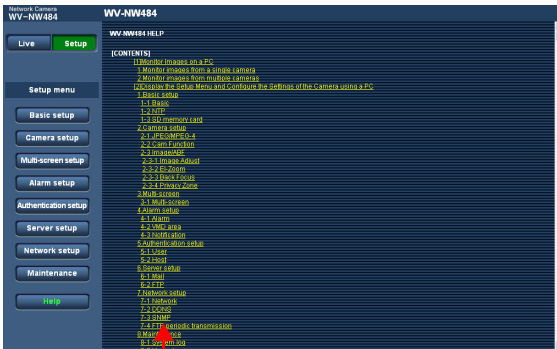 Network Camera
WV-NW484
WV-NW484
Live
Setup
Setup menu
Basic setup
Camera setup
Multi-screen setup
Alarm setup
Authentication setup
Server setup
Network setup
Maintenance
Help
WV-NW484 HELP
[CONTENTS]
[1]Monitor Images on a PC
1.Monitor images from a single camera
2.Monitor images from multiple cameras
[2]Display the Setup Menu and Configure the Settings of the Camera using a PC
1.Basic setup
1-1 Basic
1-2 NTP
1-3 SD memory card
2.Camera setup
2-1 JPEG/MPEG-4
2-2 Cam Function
2-3 Image/ABF
2-3-1 Image Adjust
2-3-2 El-Zoom
2-3-3 Back Focus
2-3-4 Privacy Zone
3.Multi-screen
3-1 Multi-screen
4.Alarm setup
4-1 Alarm
4-2 VMD area
4-3 Notification
5.Authentication setup
5-1 User
5-2 Host
6.Server setup
6-1 Mail
6-2 FTP
7.Network setup
7-1 Network
7-2 DDNS
7-3 SNMP
7-4 FTP periodic transmission
8.Maintenance
8-1 System log